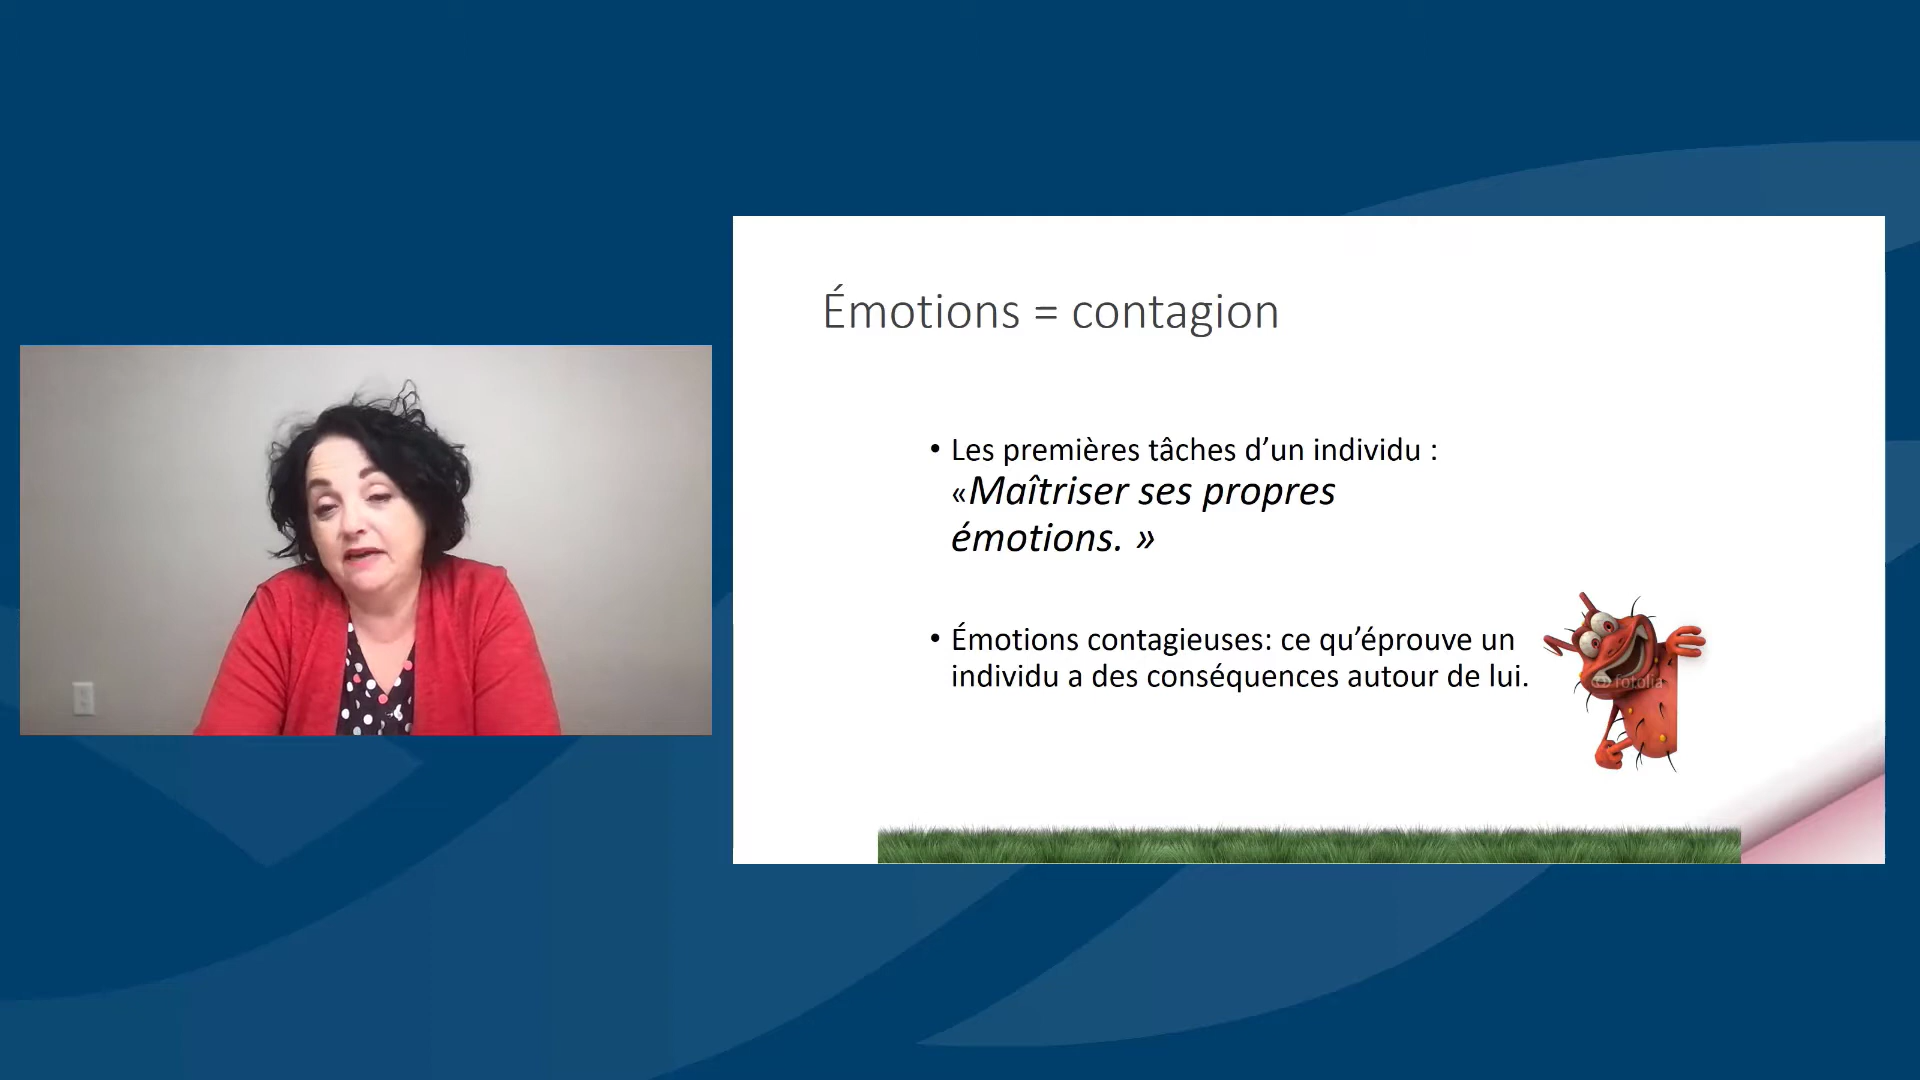 Émotions = contagion
• Les premières tâches d’un individu :
«Maîtriser ses propres
émotions. »
• Émotions contagieuses: ce qu’éprouve un
individu a des conséquences autour de lui.
fotolia